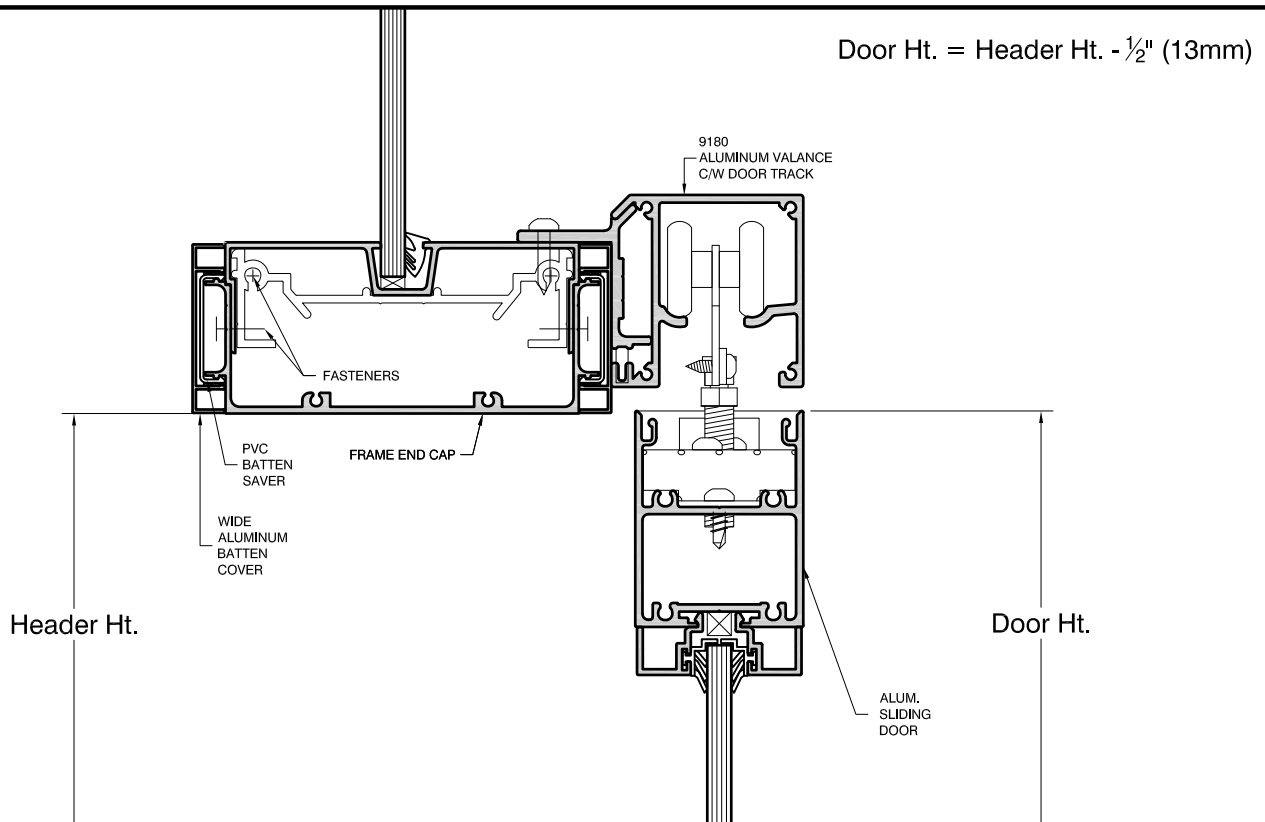 Door Ht. = Header Ht. - ½" (13mm)
9180
ALUMINUM VALANCE
C/W DOOR TRACK
FASTENERS
PVC
BATTEN
SAVER
FRAME END CAP
WIDE
ALUMINUM
BATTEN
COVER
Header Ht.
Door Ht.
ALUM.
SLIDING
DOOR